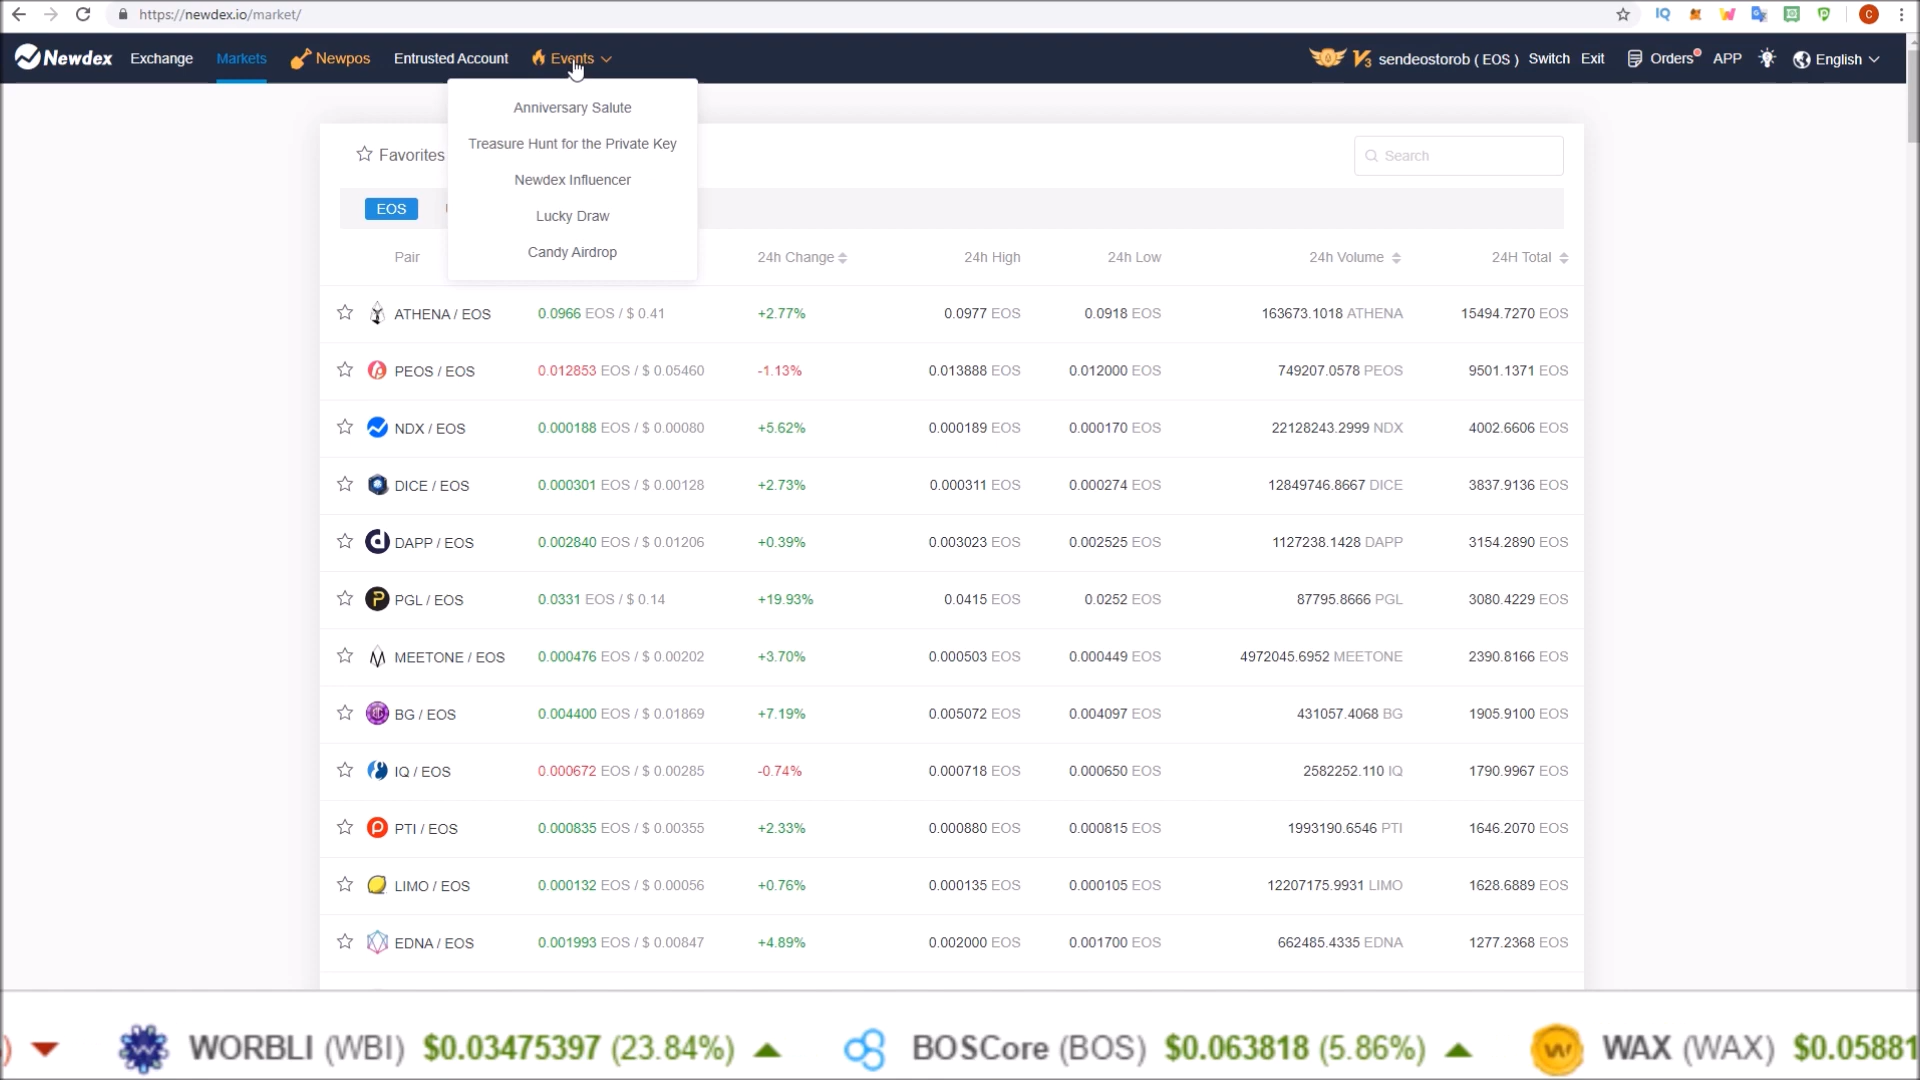 https://newdex.io/market/
Newdex Exchange Markets Newpos Entrusted Account Events V3 sendeostorob ( EOS ) Switch Exit Orders APP English
Anniversary Salute
Treasure Hunt for the Private Key
Newdex Influencer
Lucky Draw
Candy Airdrop
Favorites Search
EOS
Pair 24h Change 24h High 24h Low 24h Volume 24H Total
ATHENA / EOS 0.0966 EOS / $ 0.41 +2.77% 0.0977 EOS 0.0918 EOS 163673.1018 ATHENA 15494.7270 EOS
PEOS / EOS 0.012853 EOS / $ 0.05460 -1.13% 0.013888 EOS 0.012000 EOS 749207.0578 PEOS 9501.1371 EOS
NDX / EOS 0.000188 EOS / $ 0.00080 +5.62% 0.000189 EOS 0.000170 EOS 22128243.2999 NDX 4002.6606 EOS
DICE / EOS 0.000301 EOS / $ 0.00128 +2.73% 0.000311 EOS 0.000274 EOS 12849746.8667 DICE 3837.9136 EOS
DAPP / EOS 0.002840 EOS / $ 0.01206 +0.39% 0.003023 EOS 0.002525 EOS 1127238.1428 DAPP 3154.2890 EOS
PGL / EOS 0.0331 EOS / $ 0.14 +19.93% 0.0415 EOS 0.0252 EOS 87795.8666 PGL 3080.4229 EOS
MEETONE / EOS 0.000476 EOS / $ 0.00202 +3.70% 0.000503 EOS 0.000449 EOS 4972045.6952 MEETONE 2390.8166 EOS
BG / EOS 0.004400 EOS / $ 0.01869 +7.19% 0.005072 EOS 0.004097 EOS 431057.4068 BG 1905.9100 EOS
IQ / EOS 0.000672 EOS / $ 0.00285 -0.74% 0.000718 EOS 0.000650 EOS 2582252.110 IQ 1790.9967 EOS
PTI / EOS 0.000835 EOS / $ 0.00355 +2.33% 0.000880 EOS 0.000815 EOS 1993190.6546 PTI 1646.2070 EOS
LIMO / EOS 0.000132 EOS / $ 0.00056 +0.76% 0.000135 EOS 0.000105 EOS 12207175.9931 LIMO 1628.6889 EOS
EDNA / EOS 0.001993 EOS / $ 0.00847 +4.89% 0.002000 EOS 0.001700 EOS 662485.4335 EDNA 1277.2368 EOS
) WORBLI (WBI) $0.03475397 (23.84%) BOSCore (BOS) $0.063818 (5.86%) WAX (WAX) $0.05881